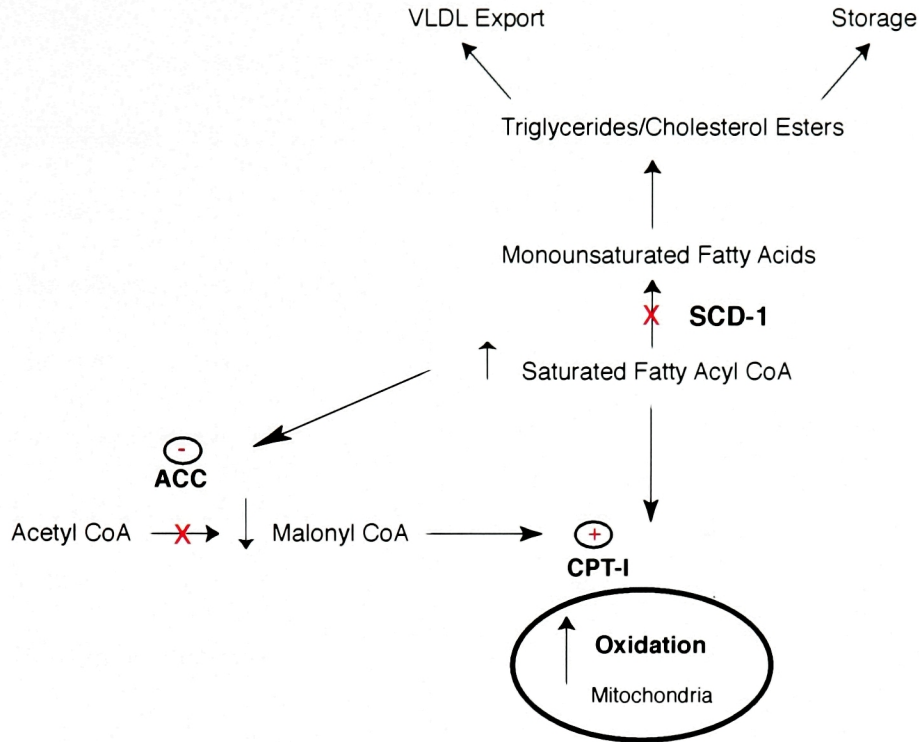 VLDL Export
Storage
Triglycerides/Cholesterol Esters
Monounsaturated Fatty Acids
X SCD-1
Saturated Fatty Acyl CoA
-
ACC
Acetyl CoA X Malonyl CoA
+
CPT-I
Oxidation
Mitochondria